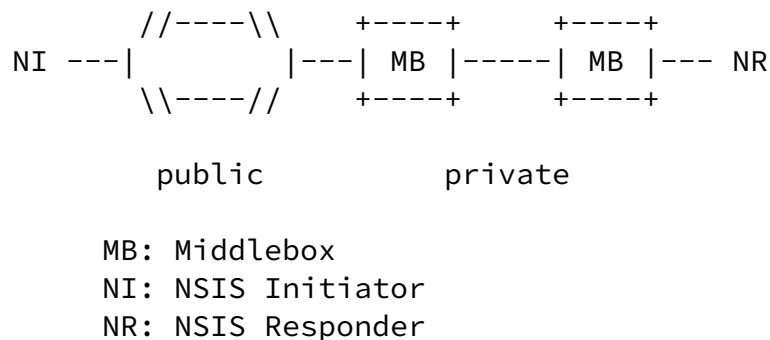 //----\\ +----+ +----+
NI ---| |---| MB |-----| MB |--- NR
\\----// +----+ +----+
public private
MB: Middlebox
NI: NSIS Initiator
NR: NSIS Responder